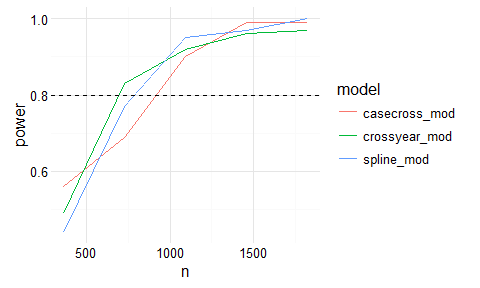 1.0
0.8
0.6
power
500
1000
1500
n
model
casecross_mod
crossyear_mod
spline_mod